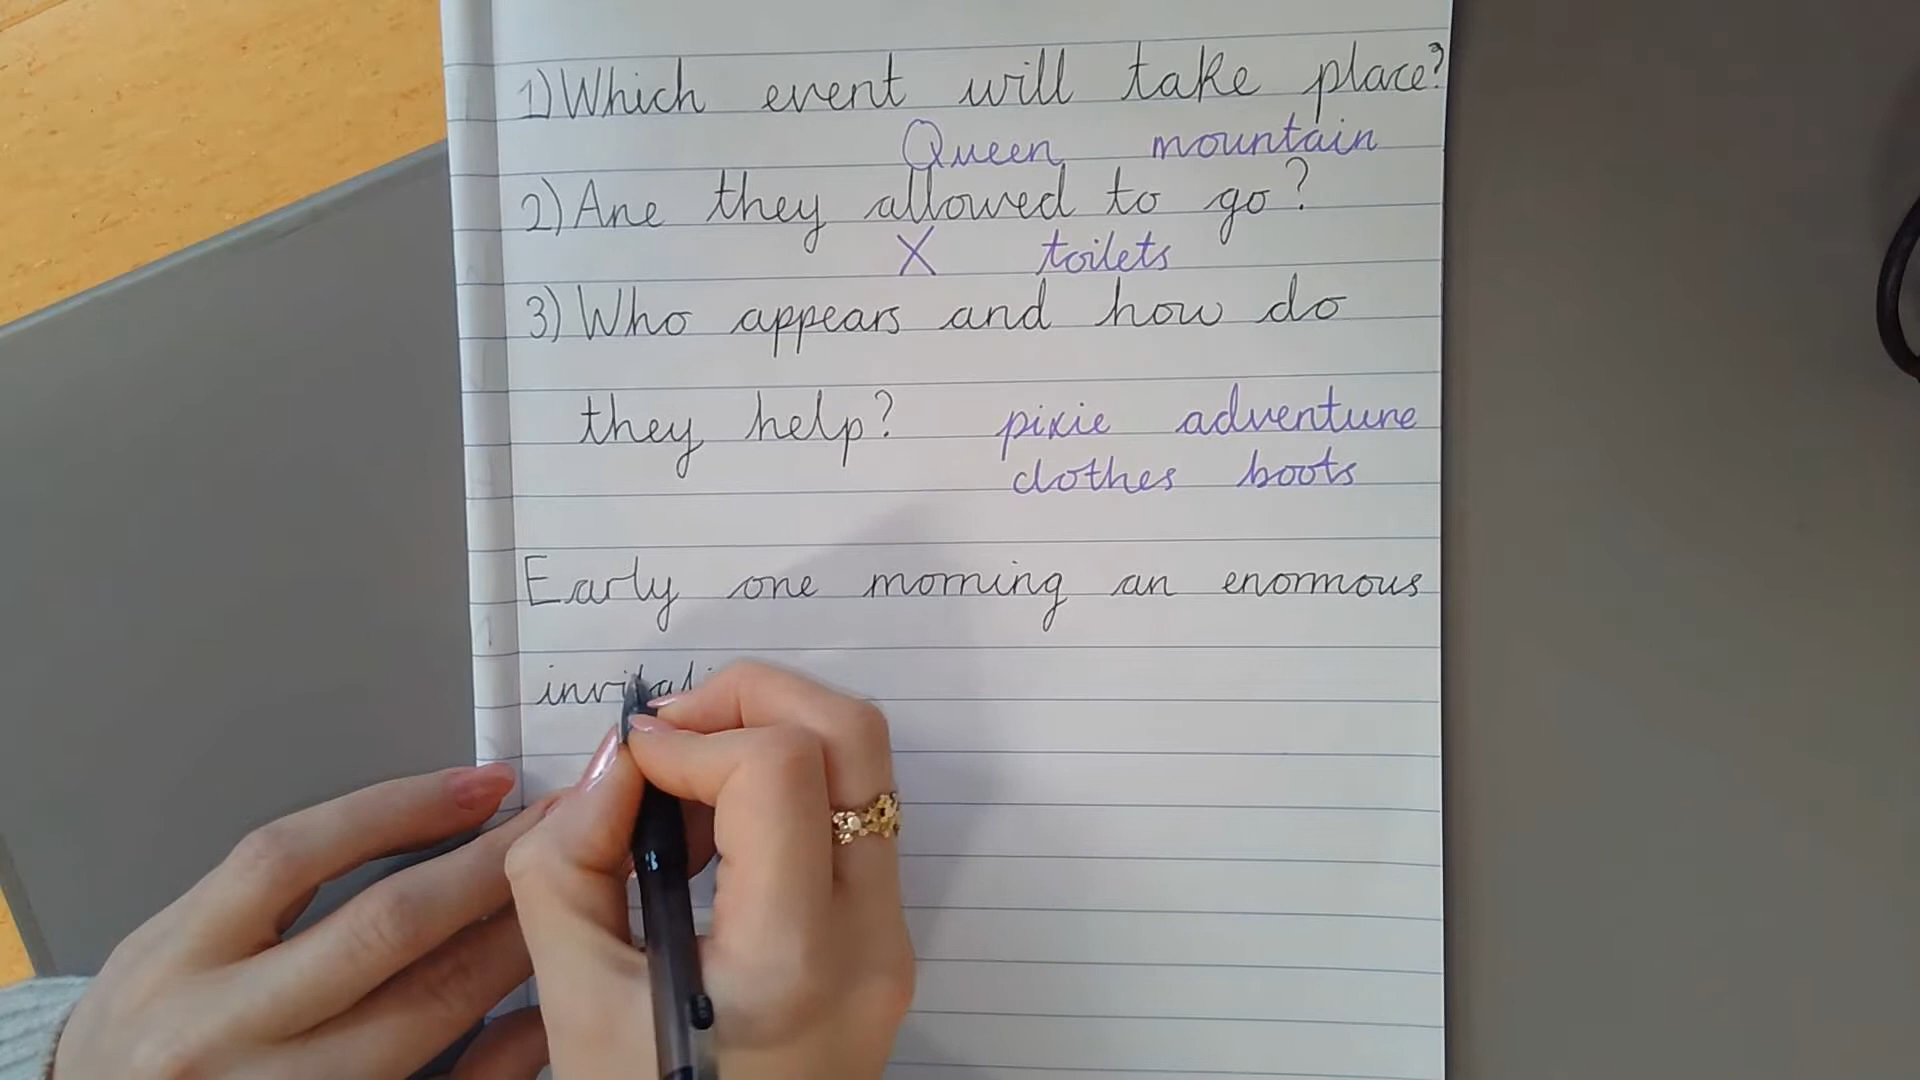 1) Which event will take place?
Queen mountain
2) Are they allowed to go?
X toilets
3) Who appears and how do
they help? pixie adventure
clothes boots
Early one morning an enormous